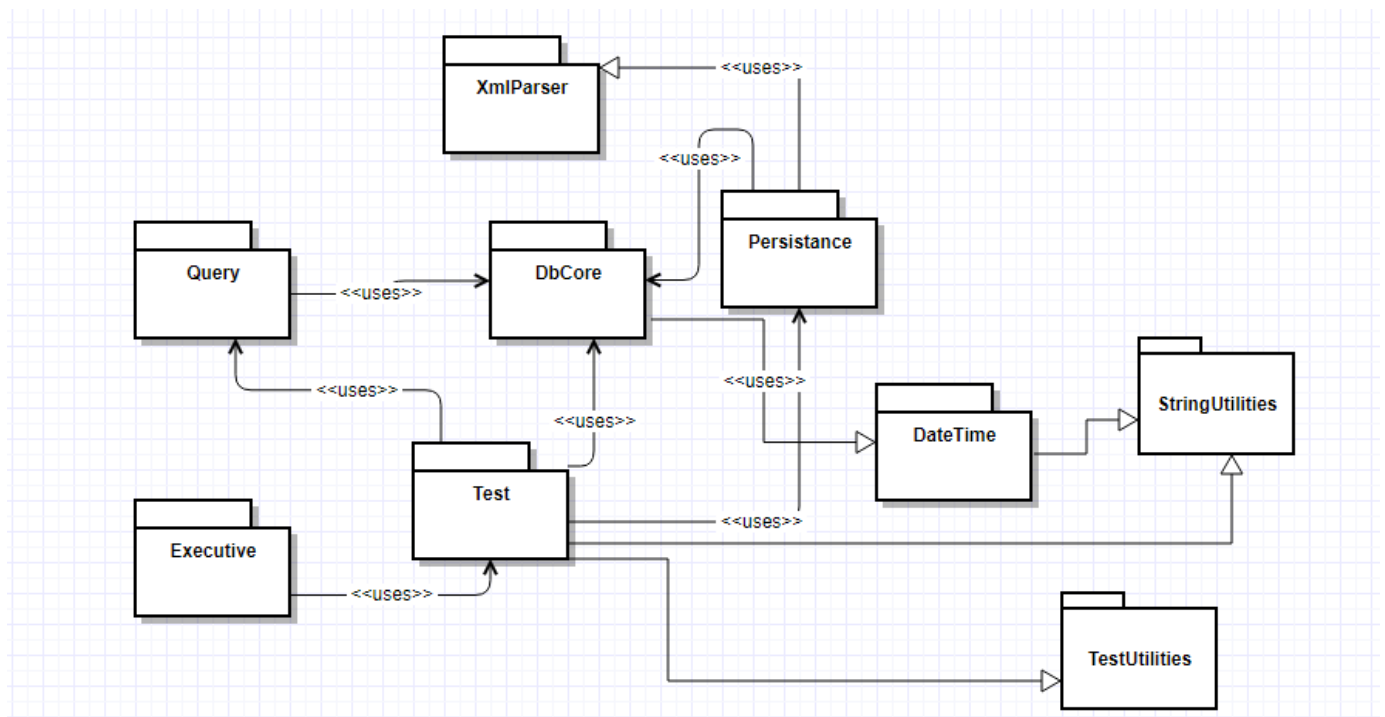 XmlParser
<<uses>>
<<uses>>
Persistance
Query
DbCore
<<uses>>
<<uses>>
<<uses>>
StringUtilities
DateTime
<<uses>>
Test
<<uses>>
Executive
<<uses>>
TestUtilities